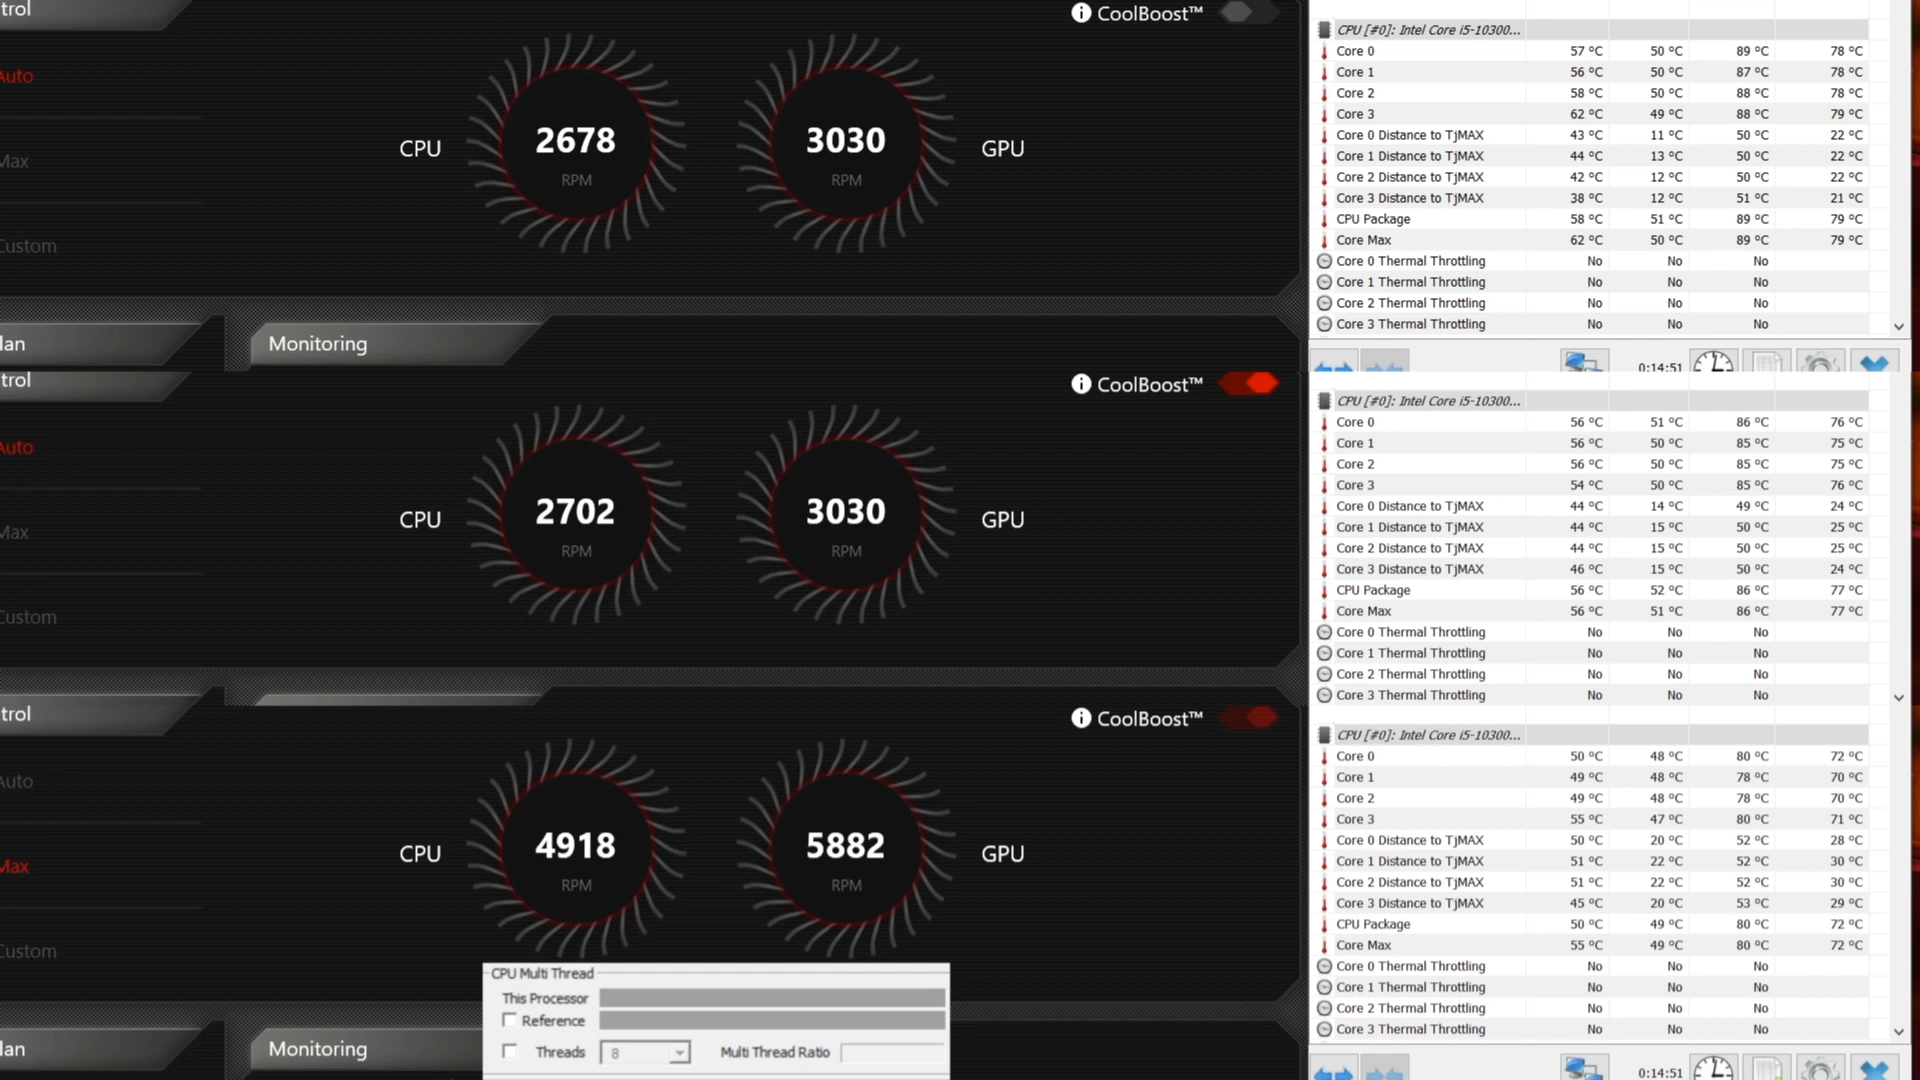 trol
CoolBoost™
Auto
Max
Custom
CPU
2678
RPM
3030
RPM
GPU
lan
Monitoring
CPU [#0]: Intel Core i5-10300...
Core 0 57 °C 50 °C 89 °C 78 °C
Core 1 56 °C 50 °C 87 °C 78 °C
Core 2 58 °C 50 °C 88 °C 78 °C
Core 3 62 °C 49 °C 88 °C 79 °C
Core 0 Distance to TjMAX 43 °C 11 °C 50 °C 22 °C
Core 1 Distance to TjMAX 44 °C 13 °C 50 °C 22 °C
Core 2 Distance to TjMAX 42 °C 12 °C 50 °C 22 °C
Core 3 Distance to TjMAX 38 °C 12 °C 51 °C 21 °C
CPU Package 58 °C 51 °C 89 °C 79 °C
Core Max 62 °C 50 °C 89 °C 79 °C
Core 0 Thermal Throttling No No No
Core 1 Thermal Throttling No No No
Core 2 Thermal Throttling No No No
Core 3 Thermal Throttling No No No
0:14:51
trol
CoolBoost™
Auto
Max
Custom
CPU
2702
RPM
3030
RPM
GPU
CPU [#0]: Intel Core i5-10300...
Core 0 56 °C 51 °C 86 °C 76 °C
Core 1 56 °C 50 °C 85 °C 75 °C
Core 2 56 °C 50 °C 85 °C 75 °C
Core 3 54 °C 50 °C 85 °C 76 °C
Core 0 Distance to TjMAX 44 °C 14 °C 49 °C 24 °C
Core 1 Distance to TjMAX 44 °C 15 °C 50 °C 25 °C
Core 2 Distance to TjMAX 44 °C 15 °C 50 °C 25 °C
Core 3 Distance to TjMAX 46 °C 15 °C 50 °C 24 °C
CPU Package 56 °C 52 °C 86 °C 77 °C
Core Max 56 °C 51 °C 86 °C 77 °C
Core 0 Thermal Throttling No No No
Core 1 Thermal Throttling No No No
Core 2 Thermal Throttling No No No
Core 3 Thermal Throttling No No No
trol
CoolBoost™
Auto
Max
Custom
CPU
4918
RPM
5882
RPM
GPU
lan
Monitoring
CPU Multi Thread
This Processor
Reference
Threads 8 Multi Thread Ratio
CPU [#0]: Intel Core i5-10300...
Core 0 50 °C 48 °C 80 °C 72 °C
Core 1 49 °C 48 °C 78 °C 70 °C
Core 2 49 °C 48 °C 78 °C 70 °C
Core 3 55 °C 47 °C 80 °C 71 °C
Core 0 Distance to TjMAX 50 °C 20 °C 52 °C 28 °C
Core 1 Distance to TjMAX 51 °C 22 °C 52 °C 30 °C
Core 2 Distance to TjMAX 51 °C 22 °C 52 °C 30 °C
Core 3 Distance to TjMAX 45 °C 20 °C 53 °C 29 °C
CPU Package 50 °C 49 °C 80 °C 72 °C
Core Max 55 °C 49 °C 80 °C 72 °C
Core 0 Thermal Throttling No No No
Core 1 Thermal Throttling No No No
Core 2 Thermal Throttling No No No
Core 3 Thermal Throttling No No No
0:14:51